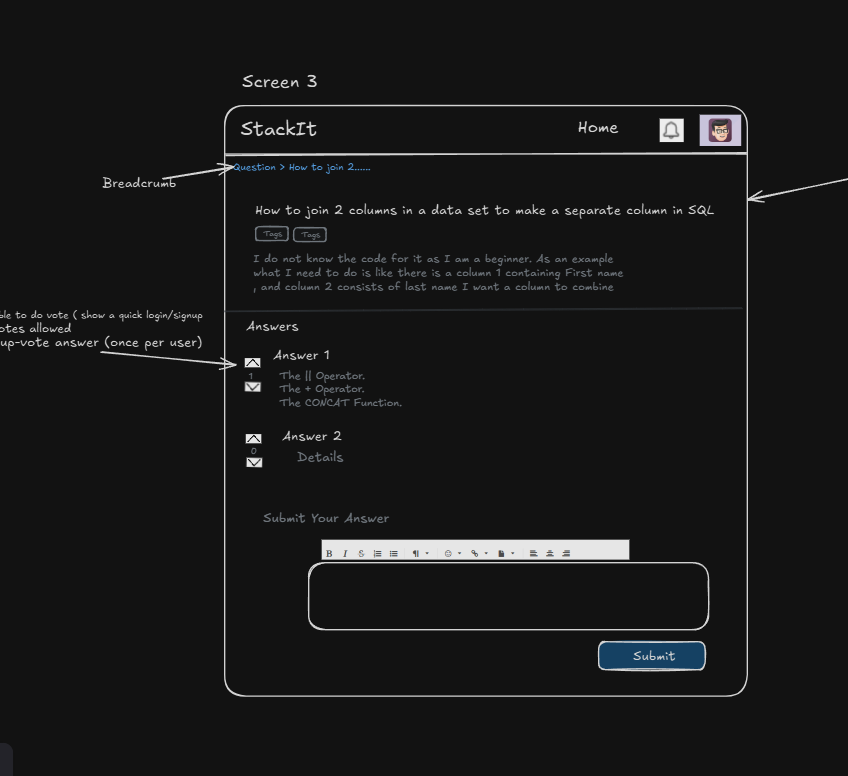 Screen 3
StackIt
Home
Question > How to join 2......
Breadcrumb
How to join 2 columns in a data set to make a separate column in SQL
Tags Tags
I do not know the code for it as I am a beginner. As an example
what I need to do is like there is a column 1 containing First name
, and column 2 consists of last name I want a column to combine
ble to do vote ( show a quick login/signup
otes allowed
up-vote answer (once per user)
Answers
Answer 1
1
The || Operator.
The + Operator.
The CONCAT Function.
Answer 2
0
Details
Submit Your Answer
B I S
Submit